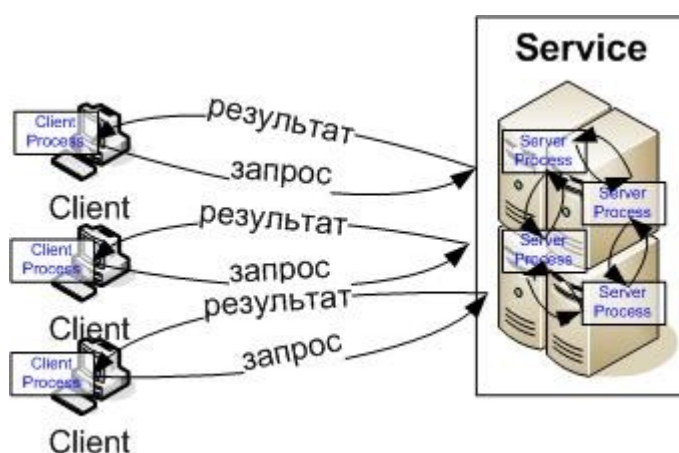 Service
Client
Process
результат
запрос
Client
Client
Process
результат
запрос
Client
Client
Process
результат
запрос
Client
Server
Process
Server
Process
Server
Process
Server
Process